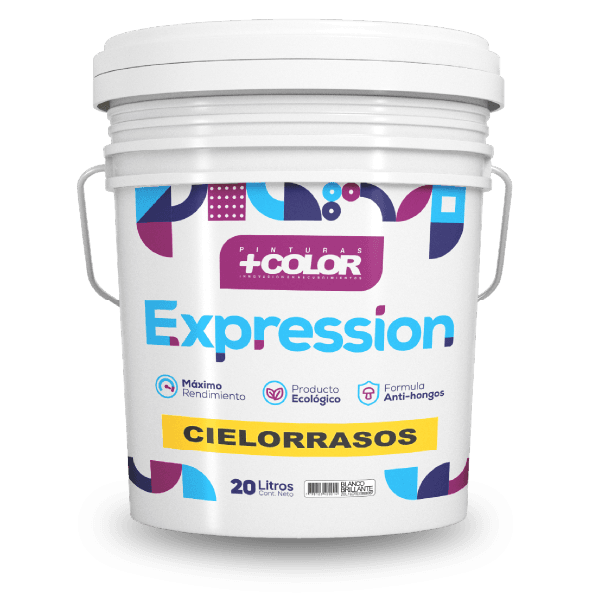 PINTURAS
+COLOR
Expression
Máximo
Rendimiento
Producto
Ecológico
Formula
Anti-hongos
CIELORRASOS
20 Litros
Cont. Neto
BLANCO
BRILLANTE